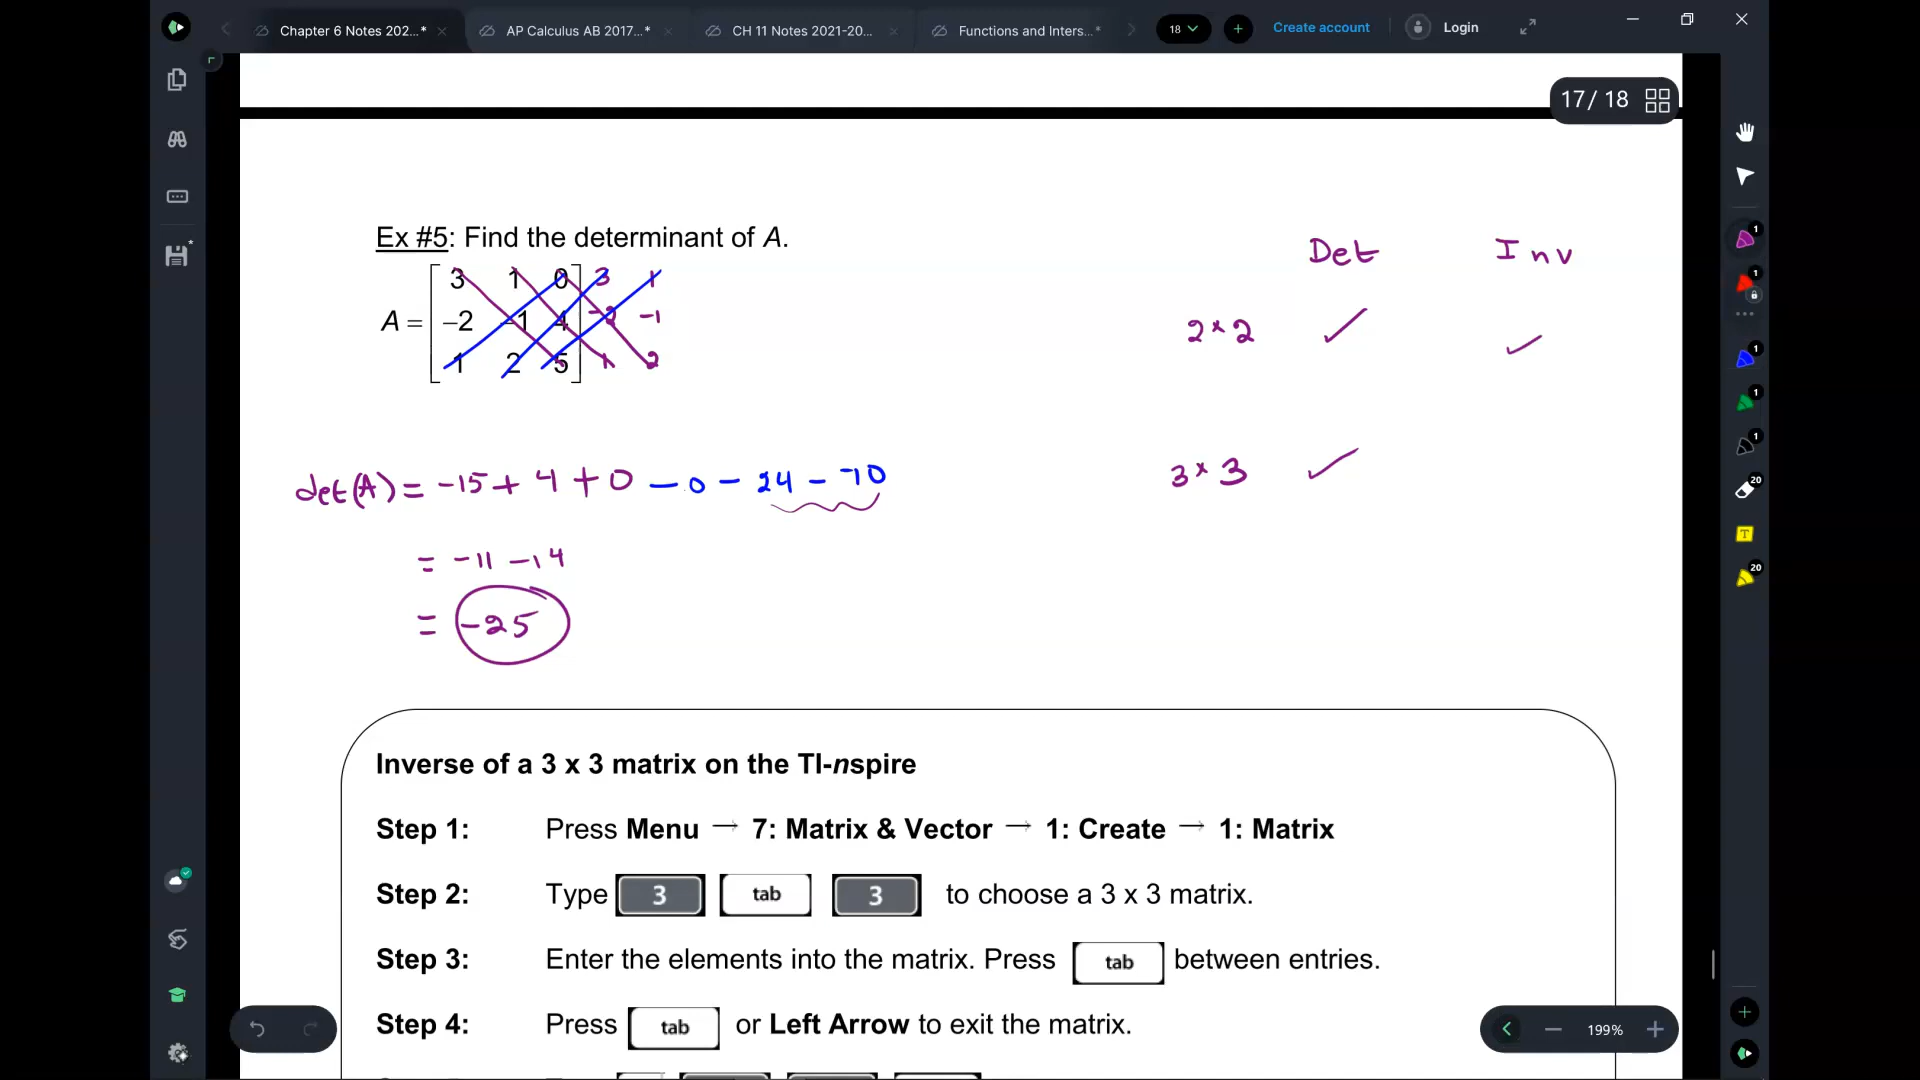 Chapter 6 Notes 202...* AP Calculus AB 2017...* CH 11 Notes 2021-20... Functions and Inters...* 18 Create account Login
17/ 18
Ex #5: Find the determinant of A.
Det Inv
3 1 0 3 1
A = −2 −1 4 -2 -1
1 2 5 1 2
2 × 2 ✓ ✓
3 × 3 ✓
det(A) = -15 + 4 + 0 - 0 - 24 - -10
= -11 -14
= -25
Inverse of a 3 x 3 matrix on the TI-nspire
Step 1: Press Menu → 7: Matrix & Vector → 1: Create → 1: Matrix
Step 2: Type 3 tab 3 to choose a 3 x 3 matrix.
Step 3: Enter the elements into the matrix. Press tab between entries.
Step 4: Press tab or Left Arrow to exit the matrix.
199%
1
1
1
1
1
20
T
20